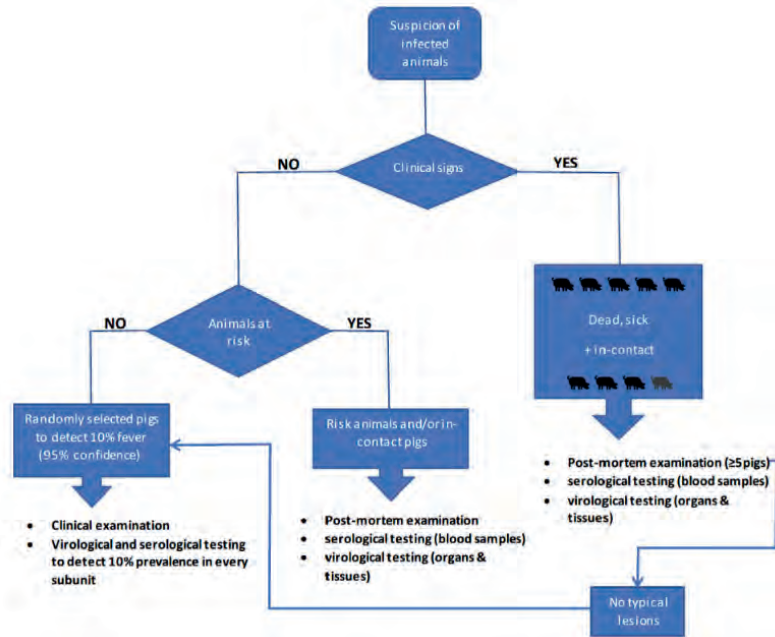 Suspicion of
infected
animals
NO
YES
Clinical signs
Dead, sick
+ in-contact
NO
YES
Animals at
risk
Randomly selected pigs
to detect 10% fever
(95% confidence)
Risk animals and/or in-
contact pigs
• Post-mortem examination (≥5pigs)
• serological testing (blood samples)
• virological testing (organs &
tissues)
• Clinical examination
• Virological and serological testing
to detect 10% prevalence in every
subunit
• Post-mortem examination
• serological testing (blood samples)
• virological testing (organs &
tissues)
No typical
lesions